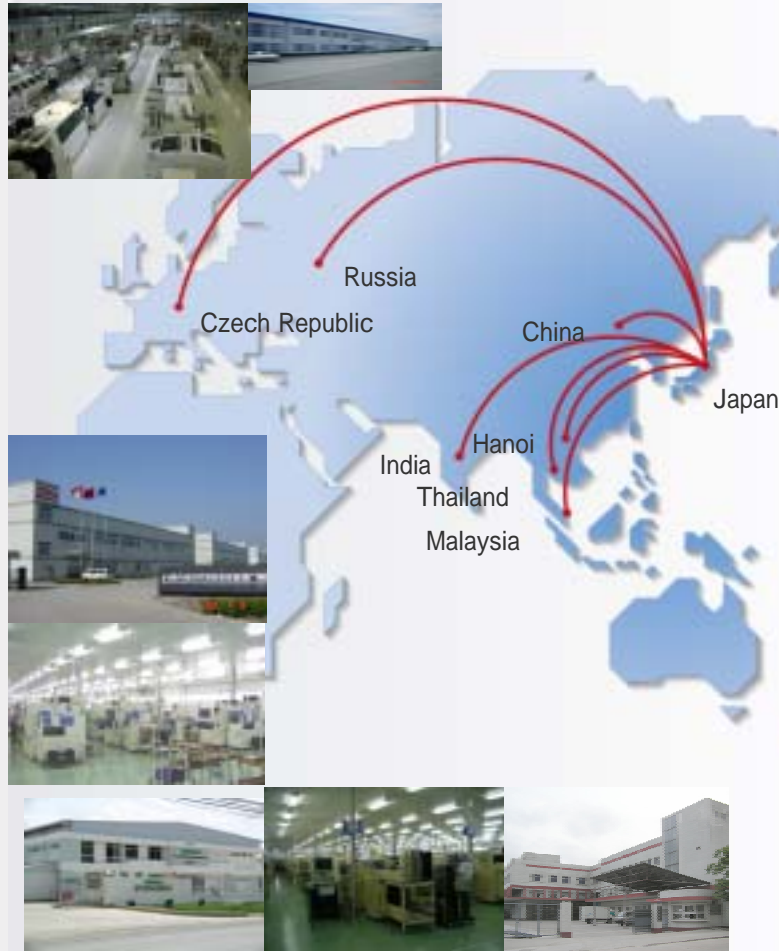 Russia
Czech Republic
China
Japan
Hanoi
India
Thailand
Malaysia